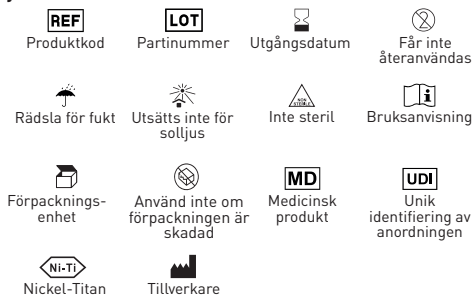 REF
LOT
Produktkod
Partinummer
Utgångsdatum
Får inte
återanvändas
NON
STERILE
Rädsla för fukt
Utsätts inte för
solljus
Inte steril
Bruksanvisning
Förpacknings-
enhet
Använd inte om
förpackningen är
skadad
MD
Medicinsk
produkt
UDI
Unik
identifiering av
anordningen
Ni-Ti
Nickel-Titan
Tillverkare